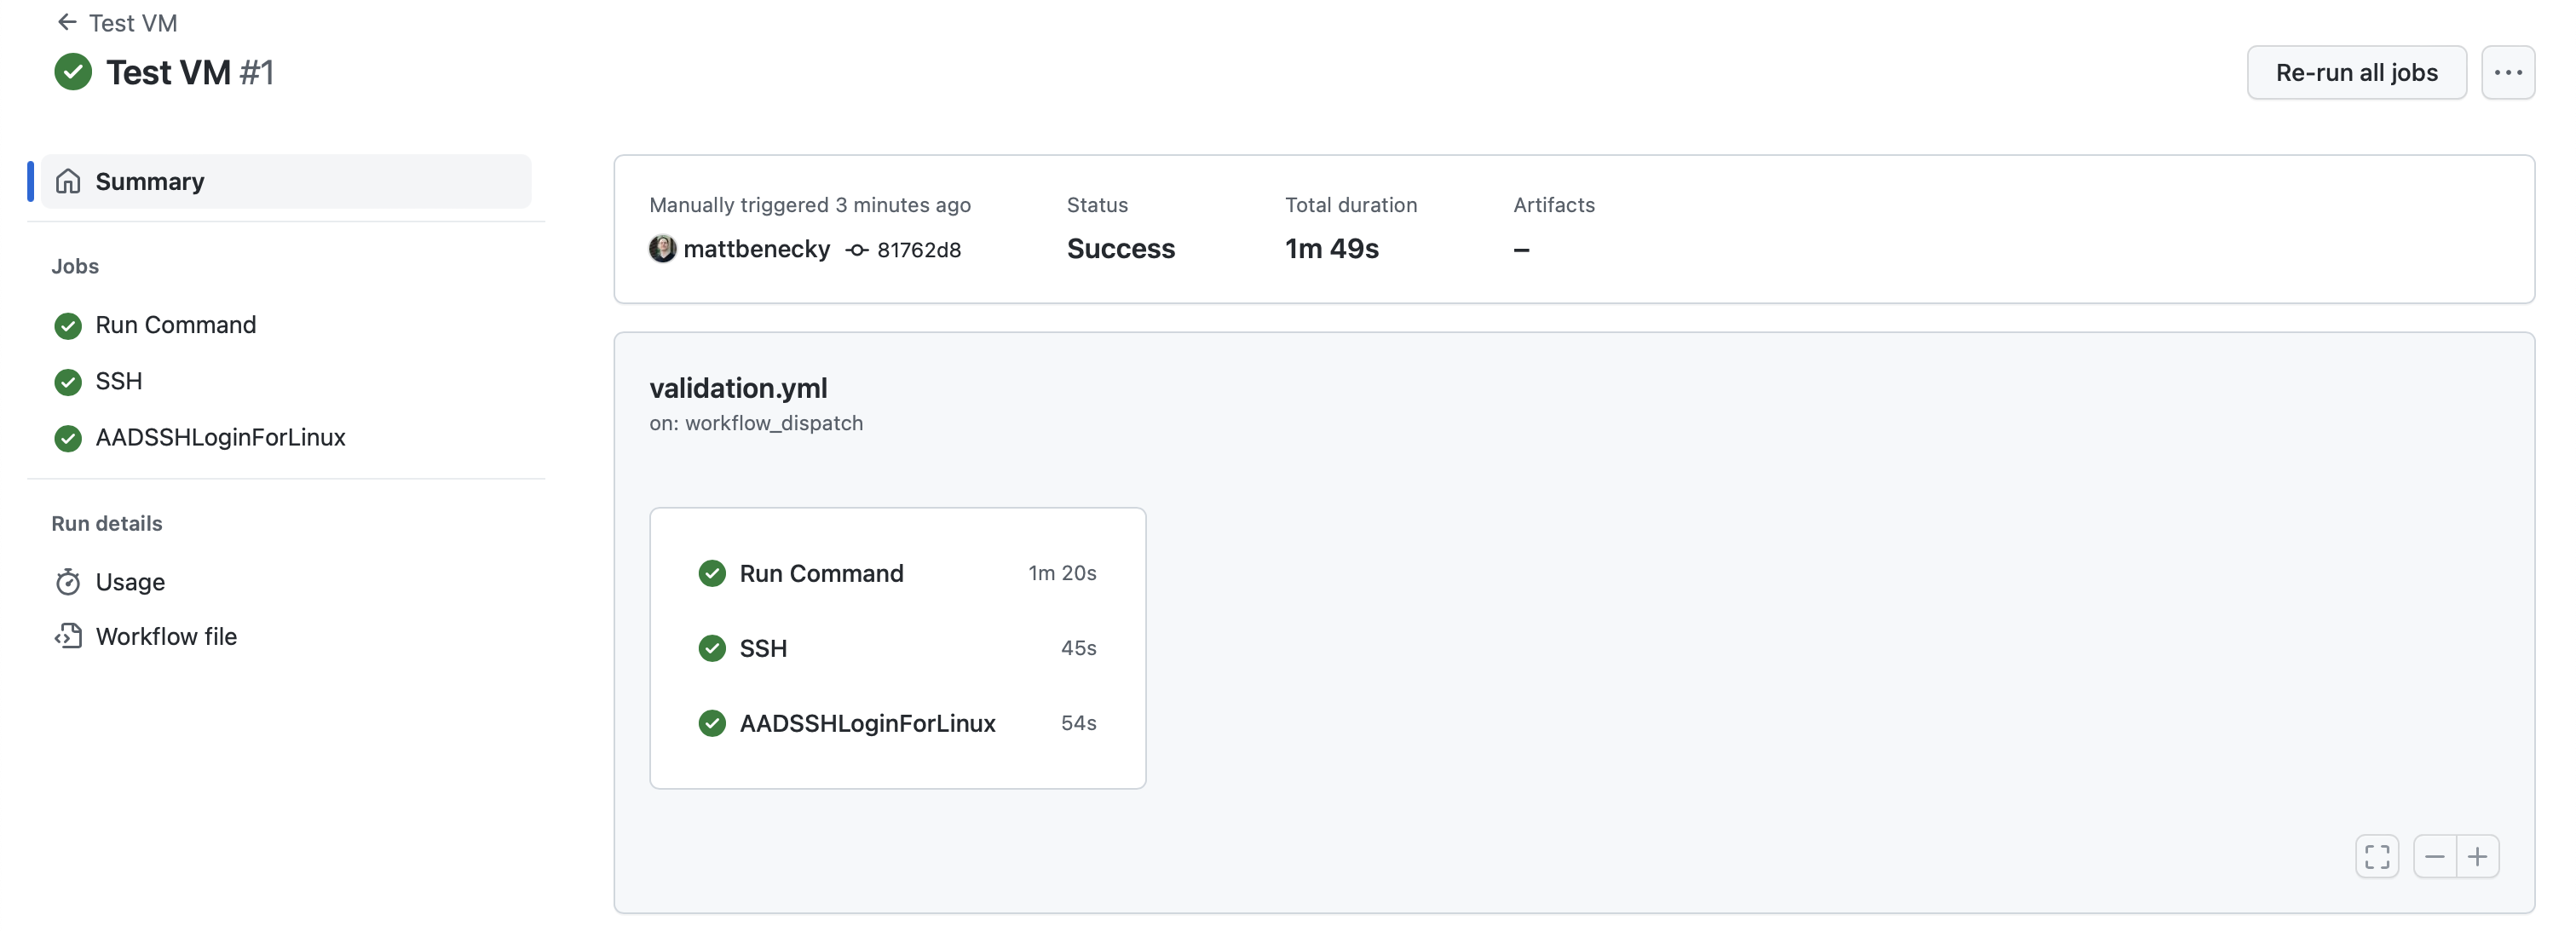 Test VM
Test VM #1
Re-run all jobs
Summary
Jobs
Run Command
SSH
AADSSHLoginForLinux
Run details
Usage
Workflow file
Manually triggered 3 minutes ago
mattbenecky 81762d8
Status
Success
Total duration
1m 49s
Artifacts
–
validation.yml
on: workflow_dispatch
Run Command 1m 20s
SSH 45s
AADSSHLoginForLinux 54s